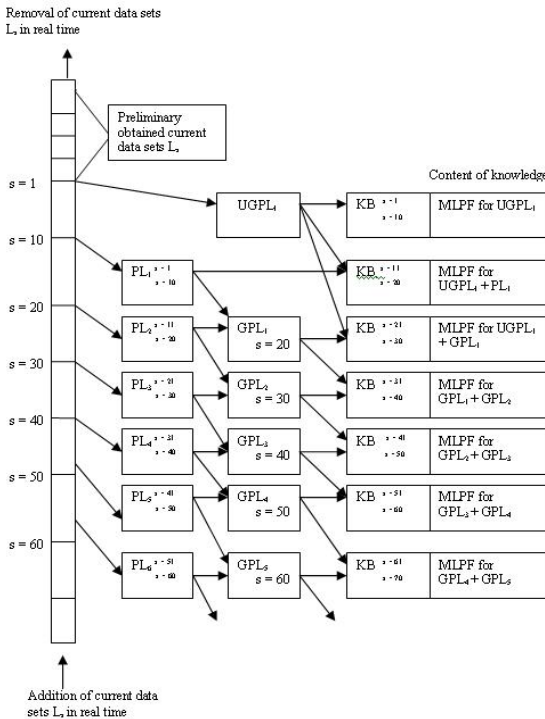 Removal of current data sets
Lₛ in real time
Preliminary
obtained current
data sets Lₛ
Content of knowledge
s = 1
UGPL₁
KB s - 1
s - 10
MLPF for UGPL₁
s = 10
PL₁ s - 1
s - 10
KB s - 11
s - 20
MLPF for
UGPL₁ + PL₁
s = 20
PL₂ s - 11
s - 20
GPL₁
s = 20
KB s - 21
s - 30
MLPF for UGPL₁
+ GPL₁
s = 30
PL₃ s - 21
s - 30
GPL₂
s = 30
KB s - 31
s - 40
MLPF for
GPL₁ + GPL₂
s = 40
PL₄ s - 31
s - 40
GPL₃
s = 40
KB s - 41
s - 50
MLPF for
GPL₂ + GPL₃
s = 50
PL₅ s - 41
s - 50
GPL₄
s = 50
KB s - 51
s - 60
MLPF for
GPL₃ + GPL₄
s = 60
PL₆ s - 51
s - 60
GPL₅
s = 60
KB s - 61
s - 70
MLPF for
GPL₄ + GPL₅
Addition of current data
sets Lₛ in real time